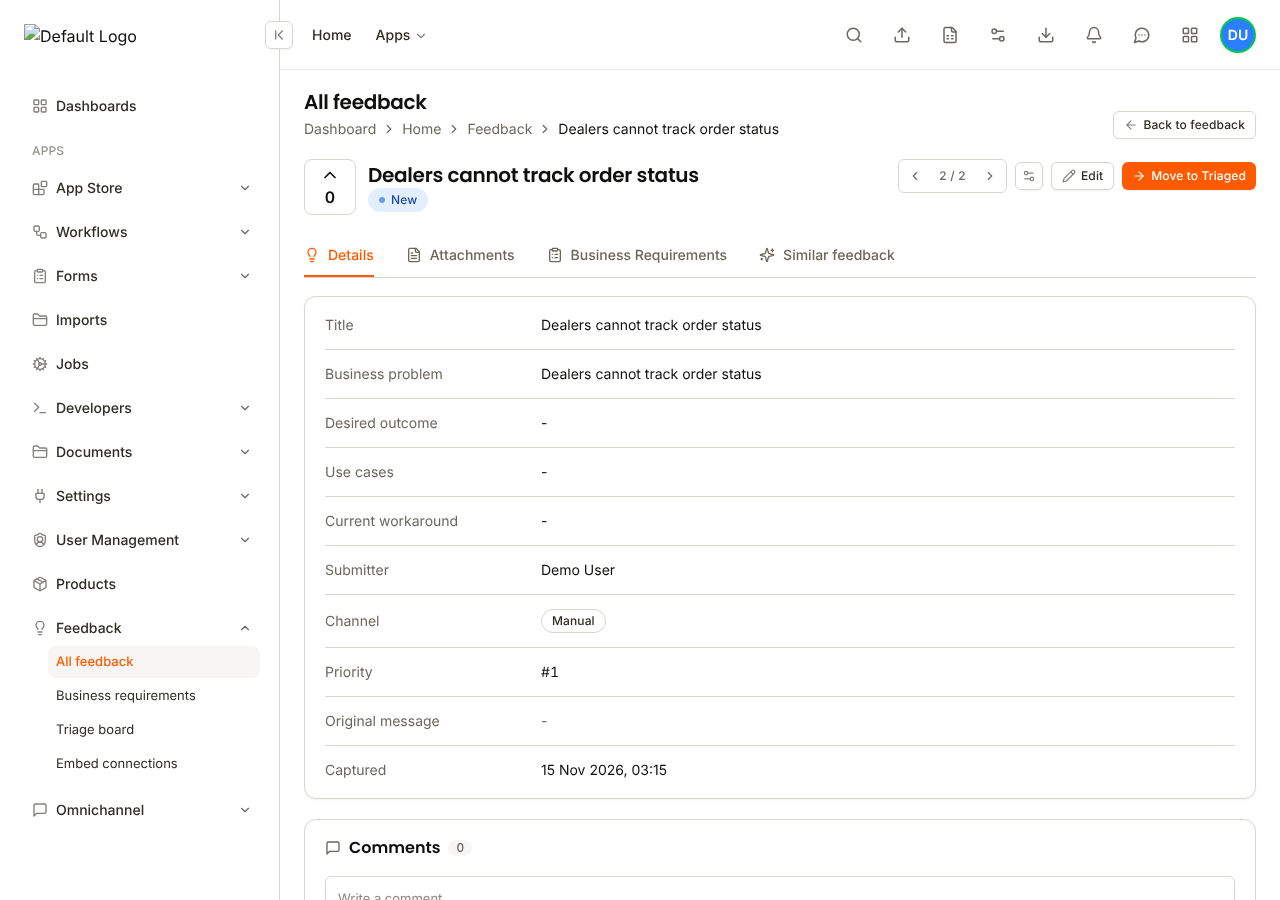 Default Logo
Home
Apps
DU
Dashboards
APPS
App Store
Workflows
Forms
Imports
Jobs
Developers
Documents
Settings
User Management
Products
Feedback
All feedback
Business requirements
Triage board
Embed connections
Omnichannel
All feedback
Dashboard > Home > Feedback > Dealers cannot track order status
Back to feedback
0
Dealers cannot track order status
New
2 / 2
Edit
Move to Triaged
Details
Attachments
Business Requirements
Similar feedback
Title Dealers cannot track order status
Business problem Dealers cannot track order status
Desired outcome -
Use cases -
Current workaround -
Submitter Demo User
Channel Manual
Priority #1
Original message -
Captured 15 Nov 2026, 03:15
Comments 0
Write a comment